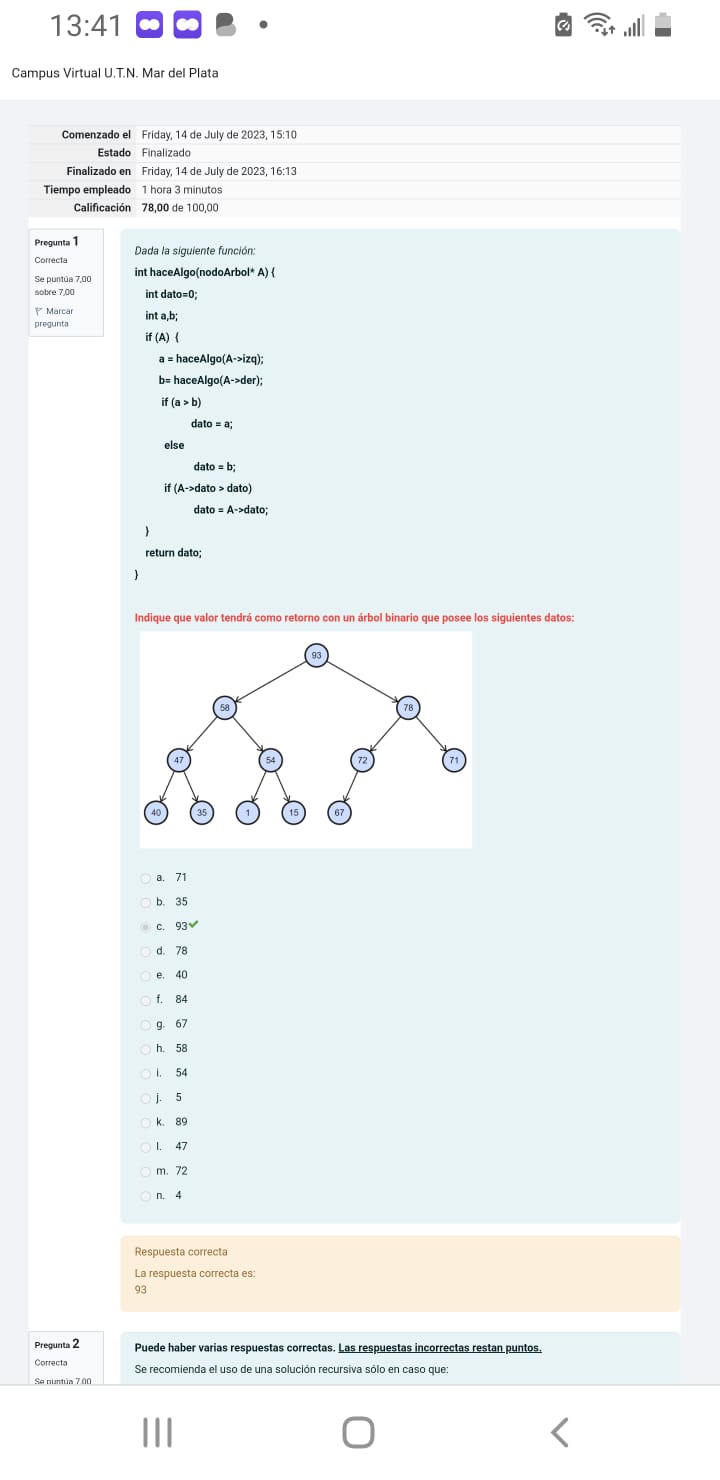 13:41
Campus Virtual U.T.N. Mar del Plata
Comenzado el Friday, 14 de July de 2023, 15:10
Estado Finalizado
Finalizado en Friday, 14 de July de 2023, 16:13
Tiempo empleado 1 hora 3 minutos
Calificación 78,00 de 100,00
Pregunta 1
Correcta
Se puntúa 7,00
sobre 7,00
Marcar
pregunta
Dada la siguiente función:
int haceAlgo(nodoArbol* A) {
int dato=0;
int a,b;
if (A) {
a = haceAlgo(A->izq);
b= haceAlgo(A->der);
if (a > b)
dato = a;
else
dato = b;
if (A->dato > dato)
dato = A->dato;
}
return dato;
}
Indique que valor tendrá como retorno con un árbol binario que posee los siguientes datos:
93
58 78
47 54 72 71
40 35 1 15 67
a. 71
b. 35
c. 93
d. 78
e. 40
f. 84
g. 67
h. 58
i. 54
j. 5
k. 89
l. 47
m. 72
n. 4
Respuesta correcta
La respuesta correcta es:
93
Pregunta 2
Correcta
Se puntúa 7,00
Puede haber varias respuestas correctas. Las respuestas incorrectas restan puntos.
Se recomienda el uso de una solución recursiva sólo en caso que: